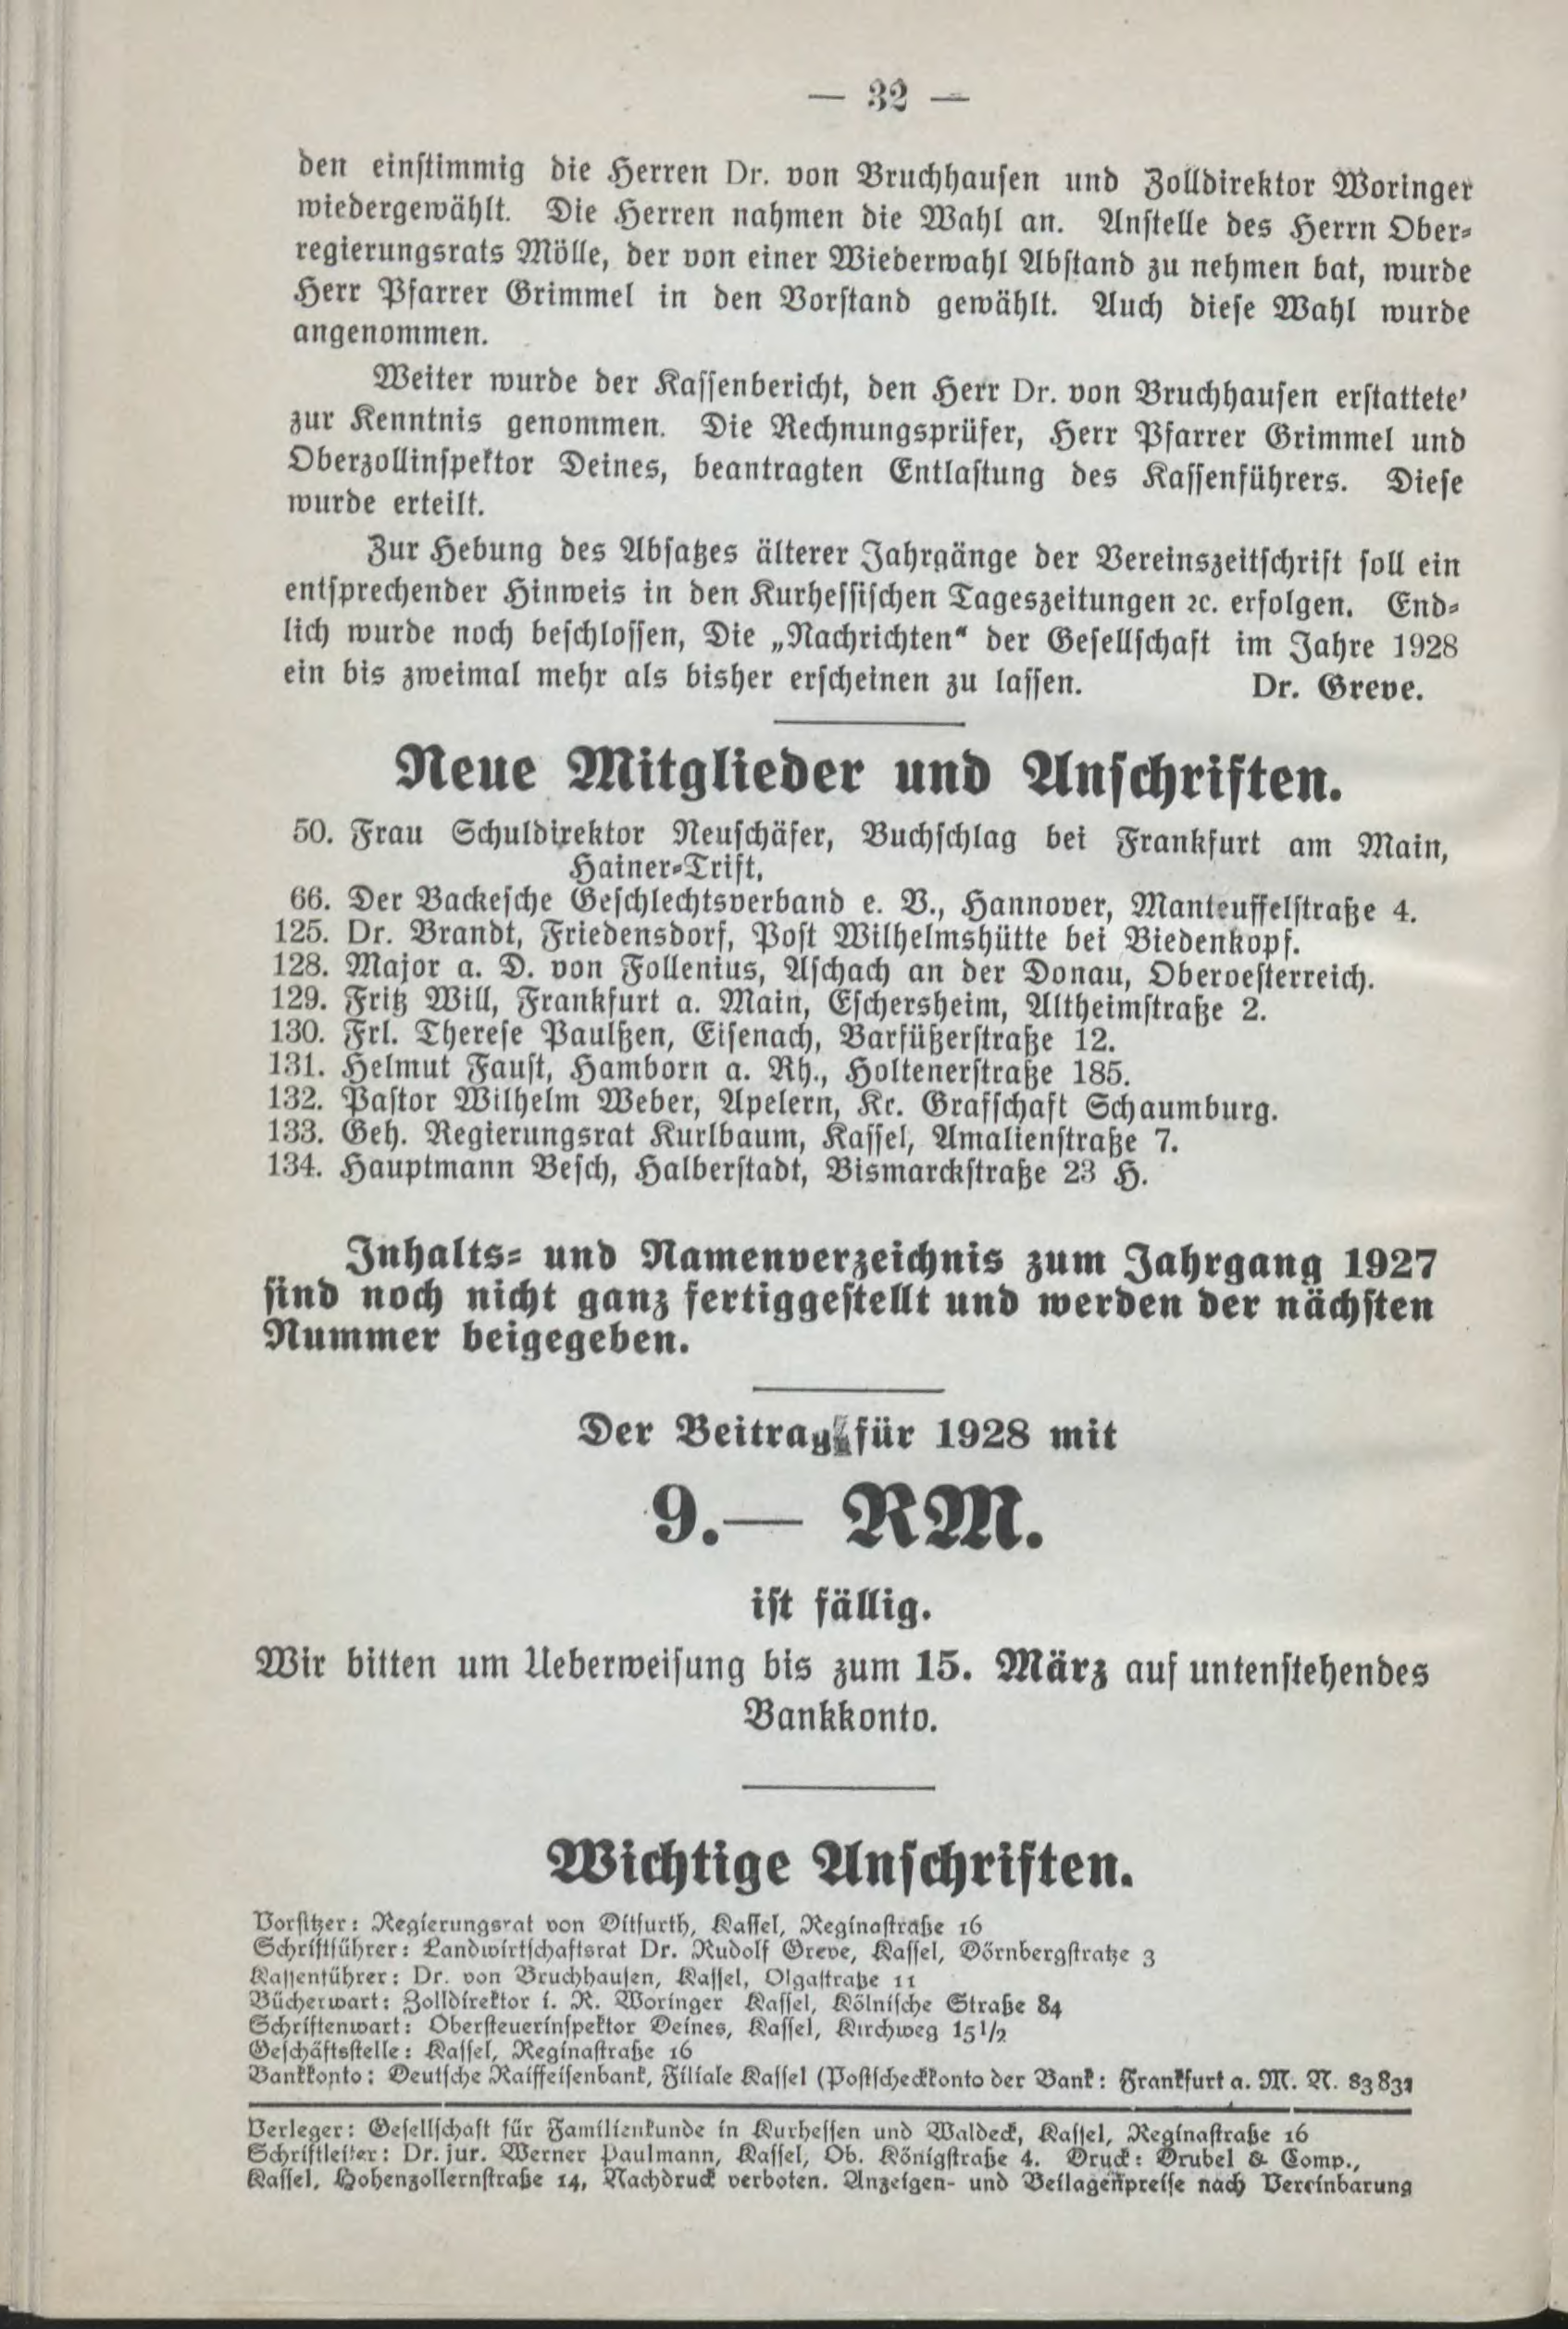 — 32 —
den einstimmig die Herren Dr. von Bruchhausen und Zolldirektor Woringer
wiedergewählt. Die Herren nahmen die Wahl an. Anstelle des Herrn Ober-
regierungsrats Mölle, der von einer Wiederwahl Abstand zu nehmen bat, wurde
Herr Pfarrer Grimmel in den Vorstand gewählt. Auch diese Wahl wurde
angenommen.
Weiter wurde der Kassenbericht, den Herr Dr. von Bruchhausen erstattete'
zur Kenntnis genommen. Die Rechnungsprüfer, Herr Pfarrer Grimmel und
Oberzollinspektor Deines, beantragten Entlastung des Kassenführers. Diese
wurde erteilt.
Zur Hebung des Absatzes älterer Jahrgänge der Vereinszeitschrift soll ein
entsprechender Hinweis in den Kurhessischen Tageszeitungen ꝛc. erfolgen. End-
lich wurde noch beschlossen, Die „Nachrichten“ der Gesellschaft im Jahre 1928
ein bis zweimal mehr als bisher erscheinen zu lassen. Dr. Greve.
Neue Mitglieder und Anschriften.
50. Frau Schuldirektor Neuschäfer, Buchschlag bei Frankfurt am Main,
Hainer-Trift.
66. Der Backesche Geschlechtsverband e. V., Hannover, Manteuffelstraße 4.
125. Dr. Brandt, Friedensdorf, Post Wilhelmshütte bei Biedenkopf.
128. Major a. D. von Follenius, Aschach an der Donau, Oberoesterreich.
129. Fritz Will, Frankfurt a. Main, Eschersheim, Altheimstraße 2.
130. Frl. Therese Paulßen, Eisenach, Barfüßerstraße 12.
131. Helmut Faust, Hamborn a. Rh., Holtenerstraße 185.
132. Pastor Wilhelm Weber, Apelern, Kr. Grafschaft Schaumburg.
133. Geh. Regierungsrat Kurlbaum, Kassel, Amalienstraße 7.
134. Hauptmann Besch, Halberstadt, Bismarckstraße 23 H.
Inhalts- und Namenverzeichnis zum Jahrgang 1927
sind noch nicht ganz fertiggestellt und werden der nächsten
Nummer beigegeben.
Der Beitrag für 1928 mit
9.— RM.
ist fällig.
Wir bitten um Ueberweisung bis zum 15. März auf untenstehendes
Bankkonto.
Wichtige Anschriften.
Vorsitzer: Regierungsrat von Ditfurth, Kassel, Reginastraße 16
Schriftführer: Landwirtschaftsrat Dr. Rudolf Greve, Kassel, Dörnbergstratze 3
Kassenführer: Dr. von Bruchhausen, Kassel, Olgastraße 11
Bücherwart: Zolldirektor i. R. Woringer Kassel, Kölnische Straße 84
Schriftenwart: Obersteuerinspektor Deines, Kassel, Kirchweg 15 1/2
Geschäftsstelle: Kassel, Reginastraße 16
Bankkonto: Deutsche Raiffeisenbank, Filiale Kassel (Postscheckkonto der Bank: Frankfurt a. M. N. 83831
Verleger: Gesellschaft für Familienkunde in Kurhessen und Waldeck, Kassel, Reginastraße 16
Schriftleiter: Dr. jur. Werner Paulmann, Kassel, Ob. Königstraße 4. Druck: Drubel & Comp.,
Kassel, Hohenzollernstraße 14, Nachdruck verboten. Anzeigen- und Beilagenpreise nach Vereinbarung